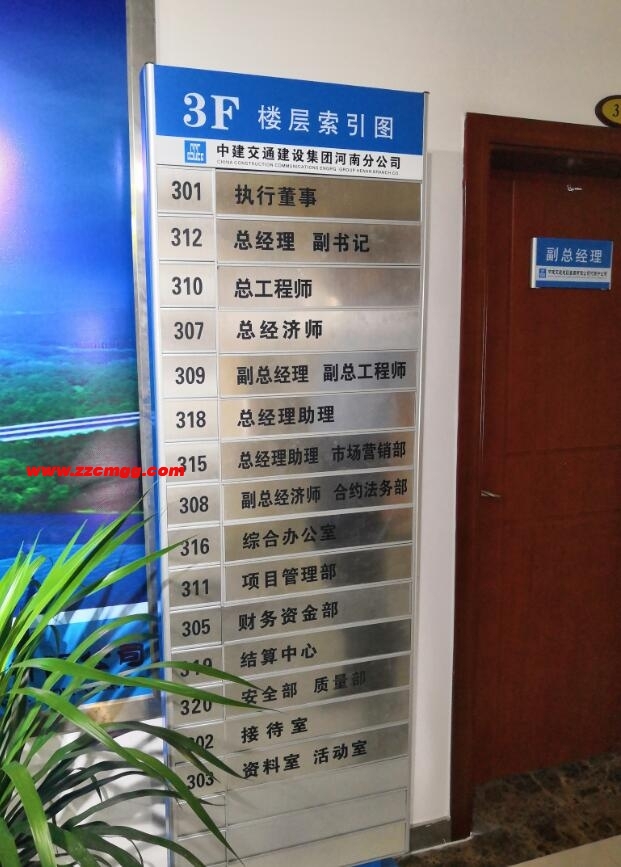 3F 楼层索引图
中建交通建设集团河南分公司
301 执行董事
312 总经理 副书记
310 总工程师
307 总经济师
309 副总经理 副总工程师
318 总经理助理
315 总经理助理 市场营销部
308 副总经济师 合约法务部
316 综合办公室
311 项目管理部
305 财务资金部
结算中心
320 安全部 质量部
302 接待室
303 资料室 活动室
副总经理
www.zzcmgg.com
司